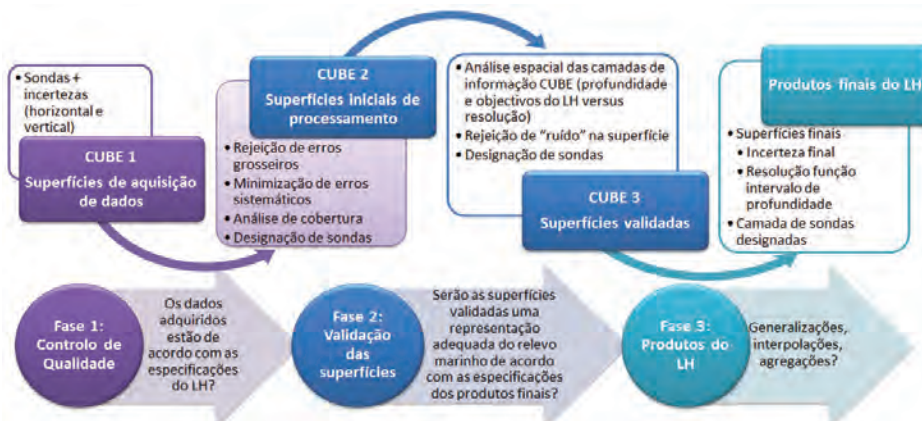 • Sondas +
incertezas
(horizontal e
vertical)
CUBE 1
Superfícies de aquisição
de dados
CUBE 2
Superfícies iniciais de
processamento
• Rejeição de erros
grosseiros
• Minimização de erros
sistemáticos
• Análise de cobertura
• Designação de sondas
• Análise espacial das camadas de
informação CUBE (profundidade
e objectivos do LH versus
resolução)
• Rejeição de "ruído" na superfície
• Designação de sondas
CUBE 3
Superfícies validadas
Produtos finais do LH
• Superfícies finais
• Incerteza final
• Resolução função
intervalo de
profundidade
• Camada de sondas
designadas
Fase 1:
Controlo de
Qualidade
Os dados
adquiridos
estão de
acordo com as
especificações
do LH?
Fase 2:
Validação
das
superfícies
Serão as superfícies
validadas uma
representação
adequada do relevo
marinho de acordo
com as especificações
dos produtos finais?
Fase 3:
Produtos do
LH
Generalizações,
interpolações,
agregações?